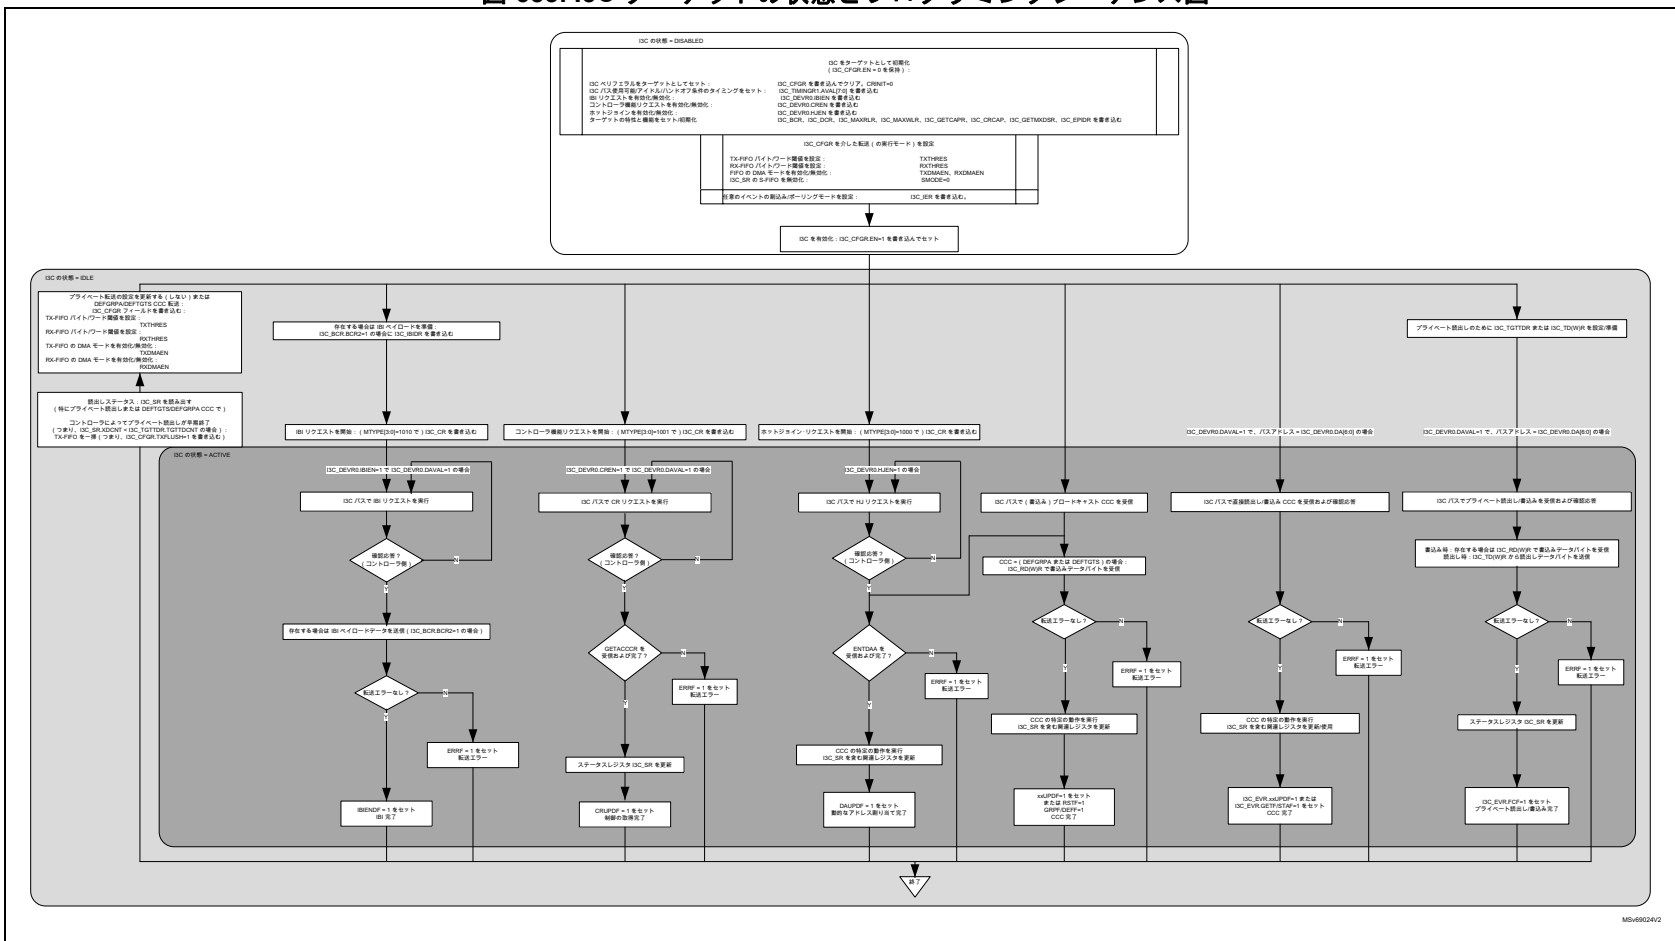 I3C の状態 = DISABLED
I3C をターゲットとして初期化
( I3C_CFGR.EN = 0 を保持 ) :
I3C ペリフェラルをターゲットとしてセット : I3C_CFGR を書き込んでクリア。CRINIT=0
I3C バス使用可能/アイドル/ハンドオフ条件のタイミングをセット : I3C_TIMINGR1.AVAL[7:0] を書き込む
IBI リクエストを有効化/無効化 : I3C_DEVR0.IBIEN を書き込む
コントローラ機能リクエストを有効化/無効化 : I3C_DEVR0.CREN を書き込む
ホットジョインを有効化/無効化 : I3C_DEVR0.HJEN を書き込む
ターゲットの特性と機能をセット/初期化 I3C_BCR、I3C_DCR、I3C_MAXRLR、I3C_MAXWLR、I3C_GETCAPR、I3C_CRCAP、I3C_GETMXDSR、I3C_EPIDR を書き込む
I3C_CFGR を介した転送 ( の実行モード ) を設定
TX-FIFO バイト/ワード閾値を設定 : TXTHRES
RX-FIFO バイト/ワード閾値を設定 : RXTHRES
FIFO の DMA モードを有効化/無効化 : TXDMAEN、RXDMAEN
I3C_SR の S-FIFO を無効化 : SMODE=0
任意のイベントの割込み/ポーリングモードを設定 : I3C_IER を書き込む。
I3C を有効化 : I3C_CFGR.EN=1 を書き込んでセット
I3C の状態 = IDLE
プライベート転送の設定を更新する ( しない ) または
DEFGRPA/DEFTGTS CCC 転送 :
I3C_CFGR フィールドを書き込む :
TX-FIFO バイト/ワード閾値を設定 :
TXTHRES
RX-FIFO バイト/ワード閾値を設定 :
RXTHRES
TX-FIFO の DMA モードを有効化/無効化 :
TXDMAEN
RX-FIFO の DMA モードを有効化/無効化 :
RXDMAEN
存在する場合は IBI ペイロードを準備 :
I3C_BCR.BCR2=1 の場合に I3C_IBIDR を書き込む
プライベート読出しのために I3C_TGTTDR または I3C_TD(W)R を設定/準備
読出しステータス : I3C_SR を読み出す
( 特にプライベート読出しまたは DEFTGTS/DEFGRPA CCC で )
コントローラによってプライベート読出しが早期終了
( つまり、I3C_SR.XDCNT < I3C_TGTTDR.TGTTDCNT の場合 ) :
TX-FIFO を一掃 ( つまり、I3C_CFGR.TXFLUSH=1 を書き込む )
IBI リクエストを開始 : ( MTYPE[3:0]=1010 で ) I3C_CR を書き込む
コントローラ機能リクエストを開始 : ( MTYPE[3:0]=1001 で ) I3C_CR を書き込む
ホットジョイン・リクエストを開始 : ( MTYPE[3:0]=1000 で ) I3C_CR を書き込む
I3C_DEVR0.DAVAL=1 で、バスアドレス = I3C_DEVR0.DA[6:0] の場合
I3C_DEVR0.DAVAL=1 で、バスアドレス = I3C_DEVR0.DA[6:0] の場合
I3C の状態 = ACTIVE
I3C_DEVR0.IBIEN=1 で I3C_DEVR0.DAVAL=1 の場合
I3C_DEVR0.CREN=1 で I3C_DEVR0.DAVAL=1 の場合
I3C_DEVR0.HJEN=1 の場合
I3C バスで IBI リクエストを実行
I3C バスで CR リクエストを実行
I3C バスで HJ リクエストを実行
I3C バスで ( 書込み ) ブロードキャスト CCC を受信
I3C バスで直接読出し/書込み CCC を受信および確認応答
I3C バスでプライベート読出し/書込みを受信および確認応答
確認応答 ?
( コントローラ側 )
N
Y
確認応答 ?
( コントローラ側 )
N
Y
確認応答 ?
( コントローラ側 )
N
Y
CCC = ( DEFGRPA または DEFTGTS ) の場合 :
I3C_RD(W)R で書込みデータバイトを受信
書込み時 : 存在する場合は I3C_RD(W)R で書込みデータバイトを受信
読出し時 : I3C_TD(W)R から読出しデータバイトを送信
存在する場合は IBI ペイロードデータを送信 ( I3C_BCR.BCR2=1 の場合 )
GETACCCR を
受信および完了 ?
N
Y
ENTDAA を
受信および完了 ?
N
Y
転送エラーなし ?
N
Y
転送エラーなし ?
N
Y
転送エラーなし ?
N
Y
転送エラーなし ?
N
Y
ERRF = 1 をセット
転送エラー
ERRF = 1 をセット
転送エラー
ERRF = 1 をセット
転送エラー
ERRF = 1 をセット
転送エラー
ERRF = 1 をセット
転送エラー
ERRF = 1 をセット
転送エラー
ステータスレジスタ I3C_SR を更新
CCC の特定の動作を実行
I3C_SR を含む関連レジスタを更新
CCC の特定の動作を実行
I3C_SR を含む関連レジスタを更新
CCC の特定の動作を実行
I3C_SR を含む関連レジスタを更新/使用
ステータスレジスタ I3C_SR を更新
IBIENDF = 1 をセット
IBI 完了
CRUPDF = 1 をセット
制御の取得完了
DAUPDF = 1 をセット
動的なアドレス割り当て完了
xxUPDF=1 をセット
または RSTF=1
GRPF/DEFF=1
CCC 完了
I3C_EVR.xxUPDF=1 または
I3C_EVR.GETF/STAF=1 をセット
CCC 完了
I3C_EVR.FCF=1 をセット
プライベート読出し/書込み完了
終了
MSv69024V2